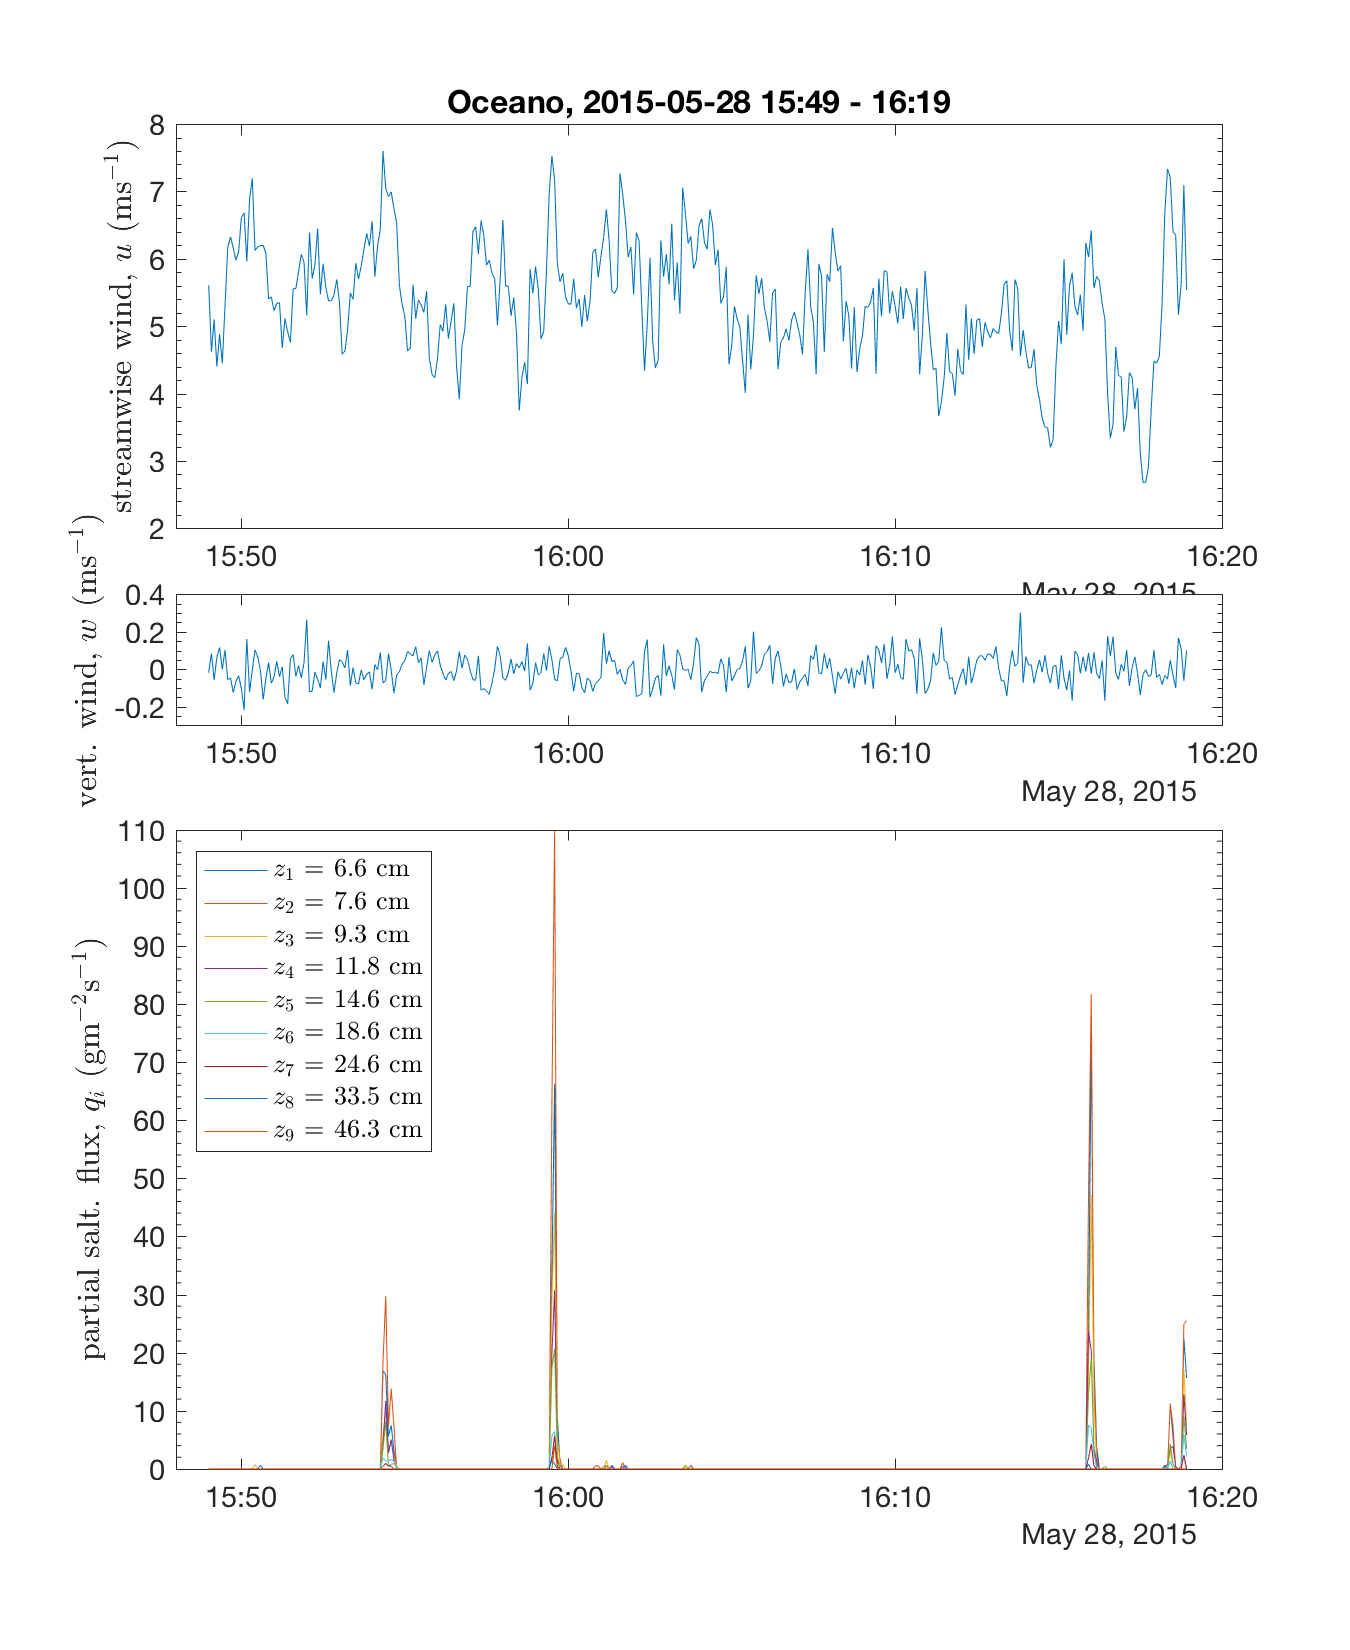 Oceano, 2015-05-28 15:49 - 16:19
streamwise wind, u (ms⁻¹)
8
7
6
5
4
3
2
15:50 16:00 16:10 16:20
May 28, 2015
vert. wind, w (ms⁻¹)
0.4
0.2
0
-0.2
15:50 16:00 16:10 16:20
May 28, 2015
partial salt. flux, qᵢ (gm⁻²s⁻¹)
110
100
90
80
70
60
50
40
30
20
10
0
z₁ = 6.6 cm
z₂ = 7.6 cm
z₃ = 9.3 cm
z₄ = 11.8 cm
z₅ = 14.6 cm
z₆ = 18.6 cm
z₇ = 24.6 cm
z₈ = 33.5 cm
z₉ = 46.3 cm
15:50 16:00 16:10 16:20
May 28, 2015